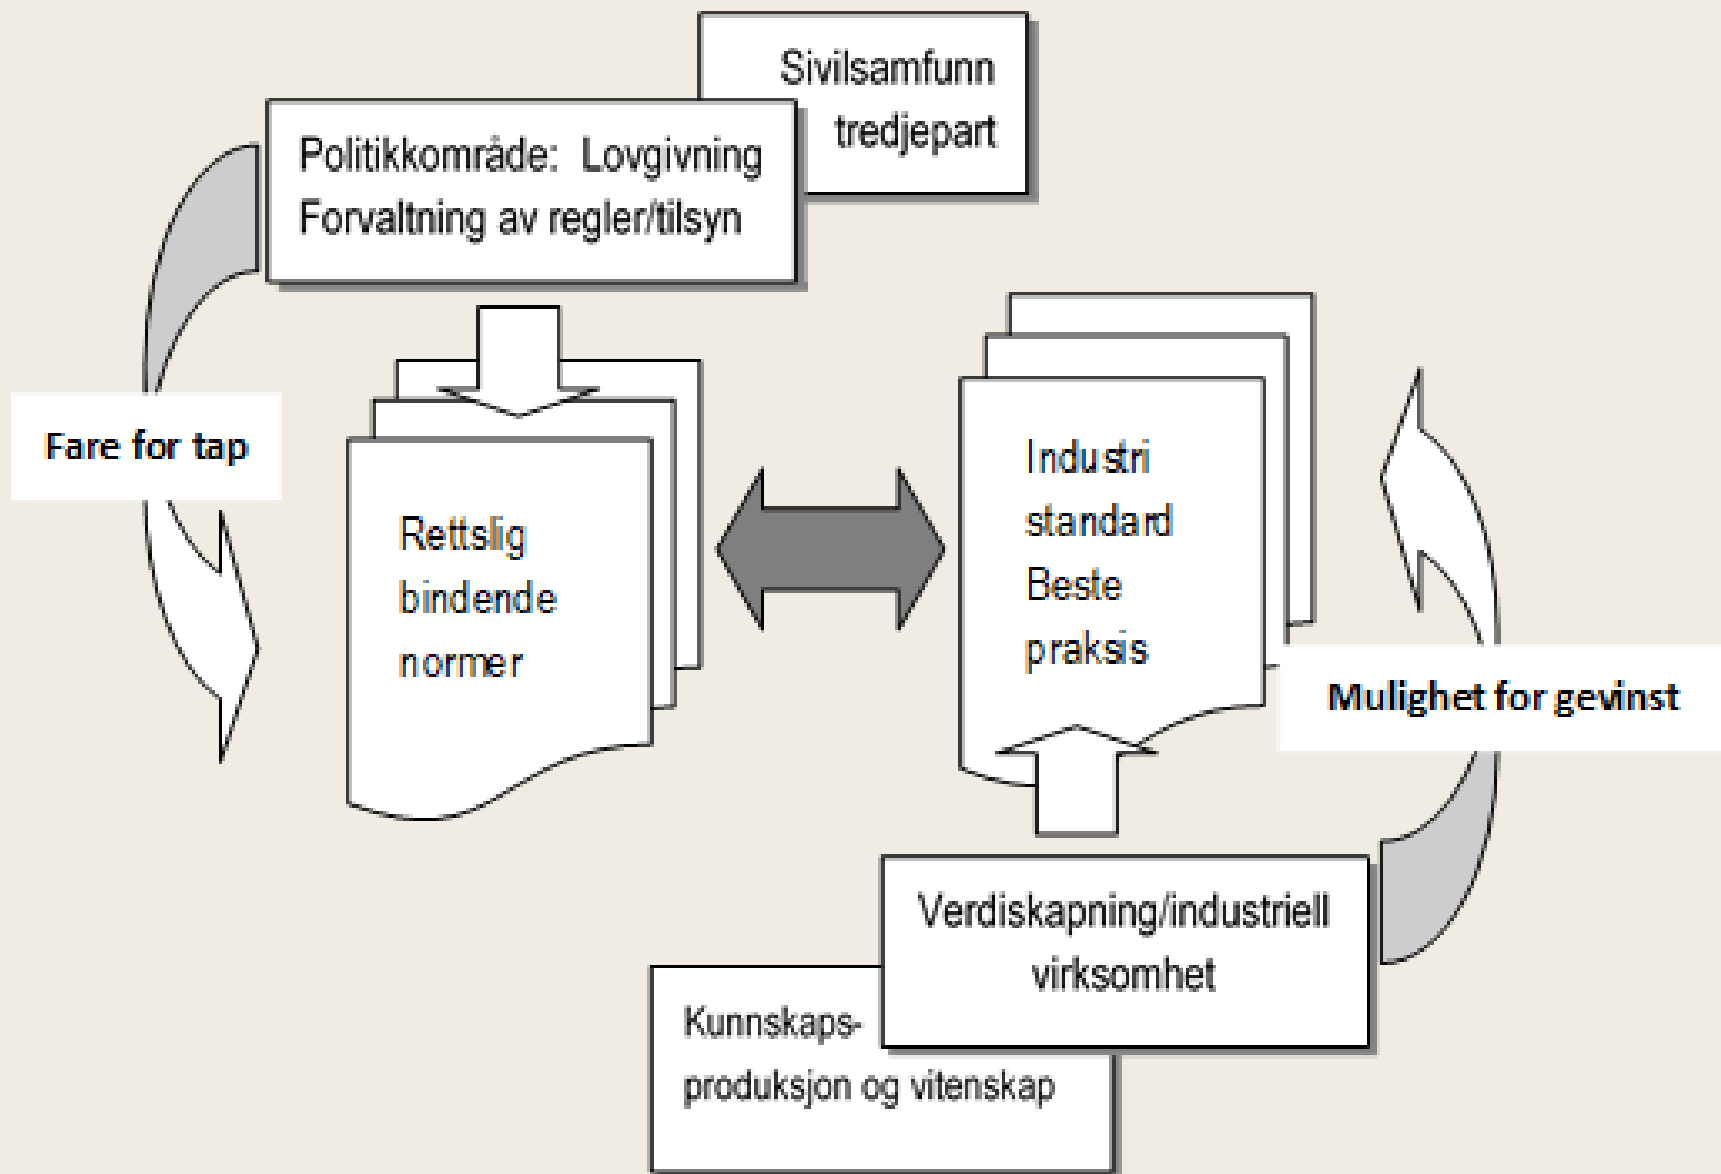 Sivilsamfunn
tredjepart
Politikkområde: Lovgivning
Forvaltning av regler/tilsyn
Fare for tap
Rettslig
bindende
normer
Industri
standard
Beste
praksis
Mulighet for gevinst
Verdiskapning/industriell
virksomhet
Kunnskaps-
produksjon og vitenskap